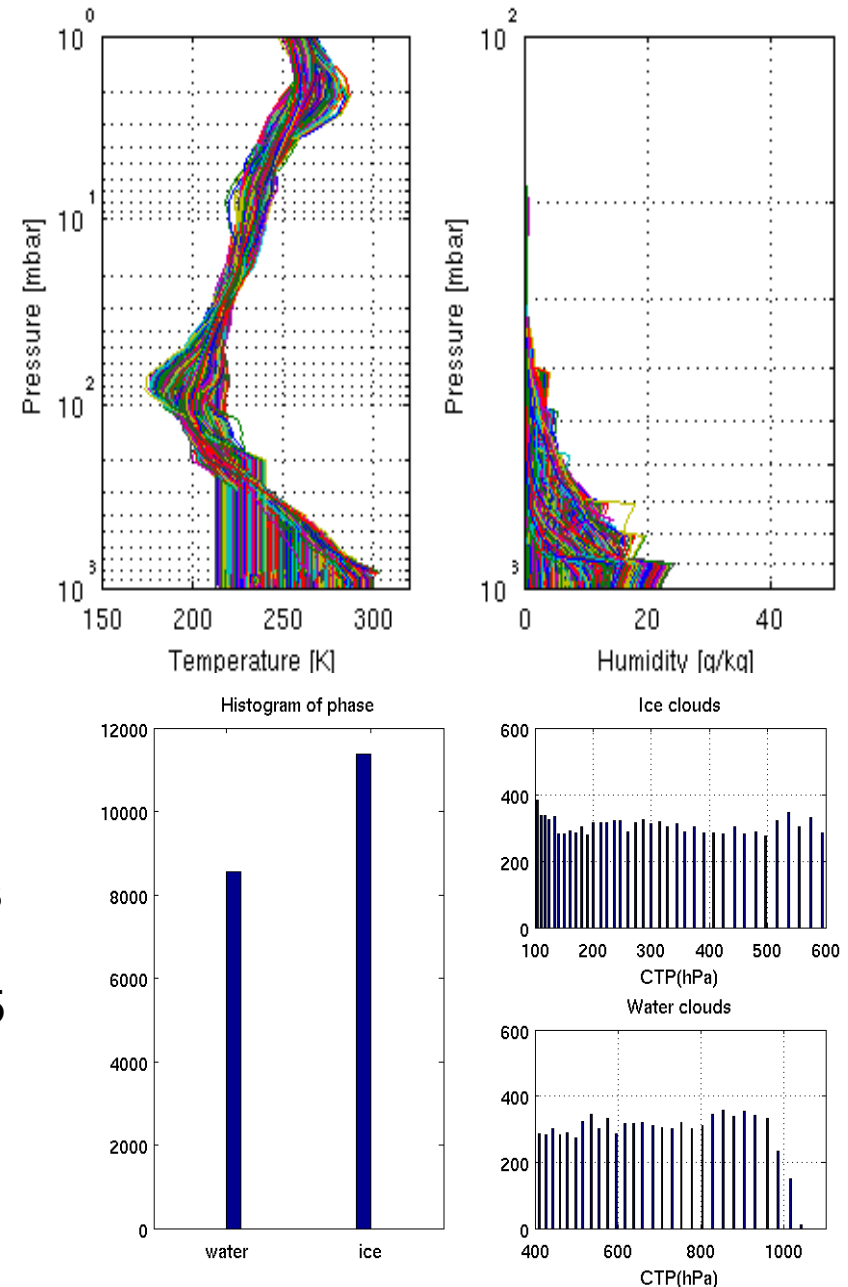 10 0
10 1
10 2
10 3
150 200 250 300
Pressure [mbar]
Temperature [K]
10 2
10 3
0 20 40
Pressure [mbar]
Humidity [g/kg]
Histogram of phase
12000
10000
8000
6000
4000
2000
0
water ice
Ice clouds
600
400
200
0
100 200 300 400 500 600
CTP(hPa)
Water clouds
600
400
200
0
400 600 800 1000
CTP(hPa)